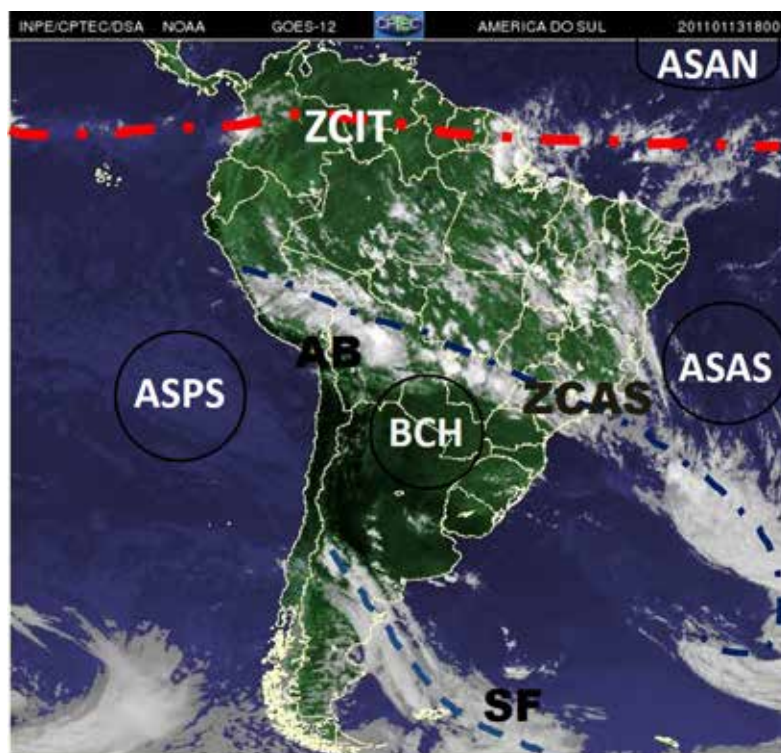 INPE/CPTEC/DSA NOAA GOES-12 CPTEC AMERICA DO SUL 201101131800
ASAN
ZCIT
AB
ASPS
ASAS
ZCAS
BCH
SF